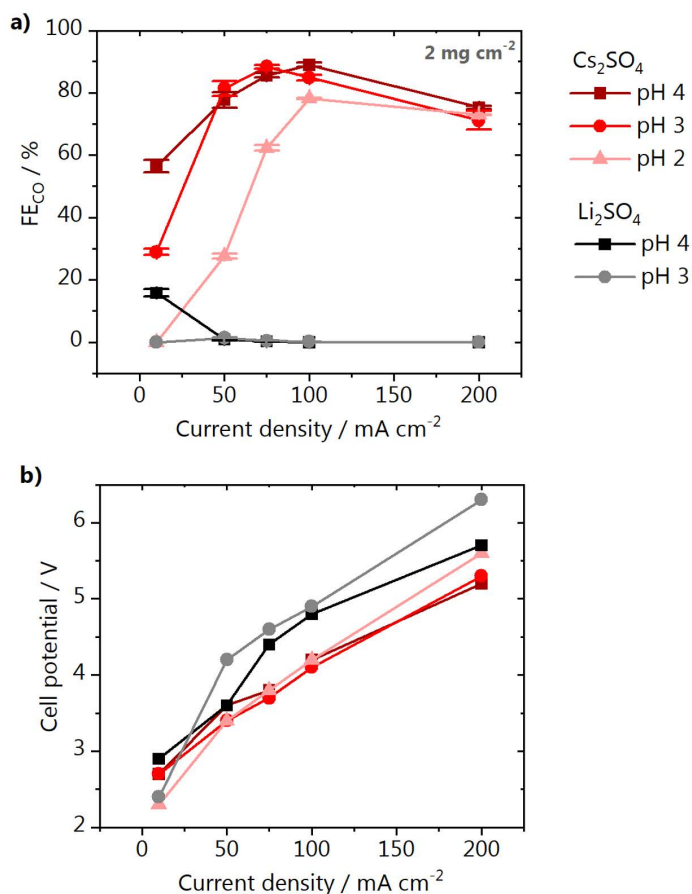 a)
100
80
60
40
20
0
FE_CO / %
2 mg cm⁻²
0 50 100 150 200
Current density / mA cm⁻²
Cs₂SO₄
pH 4
pH 3
pH 2
Li₂SO₄
pH 4
pH 3
b)
6
5
4
3
2
Cell potential / V
0 50 100 150 200
Current density / mA cm⁻²